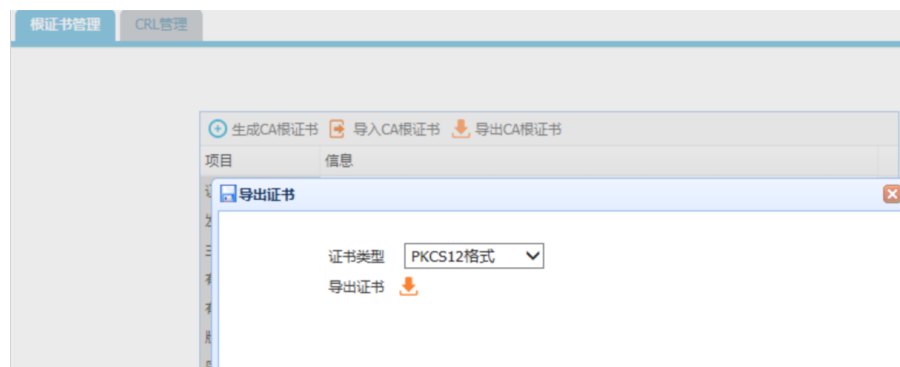 根证书管理 CRL管理
生成CA根证书 导入CA根证书 导出CA根证书
项目 信息
导出证书
证书类型 PKCS12格式
导出证书